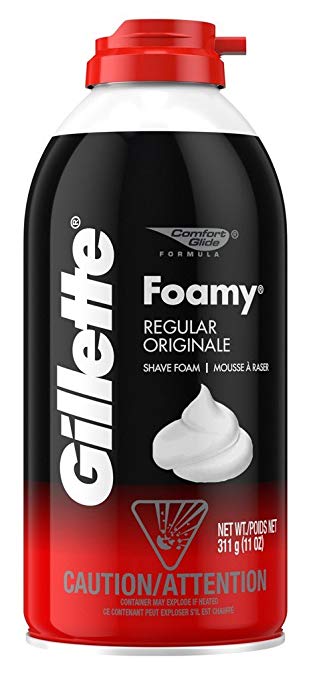 Gillette®
Comfort
Glide
FORMULA
Foamy®
REGULAR
ORIGINALE
SHAVE FOAM | MOUSSE À RASER
NET WT./POIDS NET
311 g (11 OZ)
CAUTION/ATTENTION
CONTAINER MAY EXPLODE IF HEATED
CE CONTENANT PEUT EXPLOSER S'IL EST CHAUFFÉ